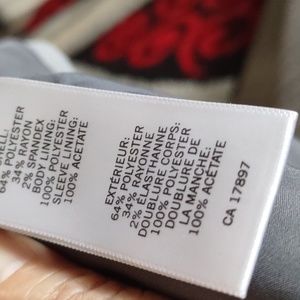 SHELL:
64% POLYESTER
34% RAYON
2% SPANDEX
BODY LINING:
100% POLYESTER
SLEEVE LINING:
100% ACETATE
EXTÉRIEUR:
64% POLYESTER
34% RAYONNE
2% ÉLASTHANNE
DOUBLURE CORPS:
100% POLYESTER
DOUBLURE DE
LA MANCHE:
100% ACÉTATE
CA 17897